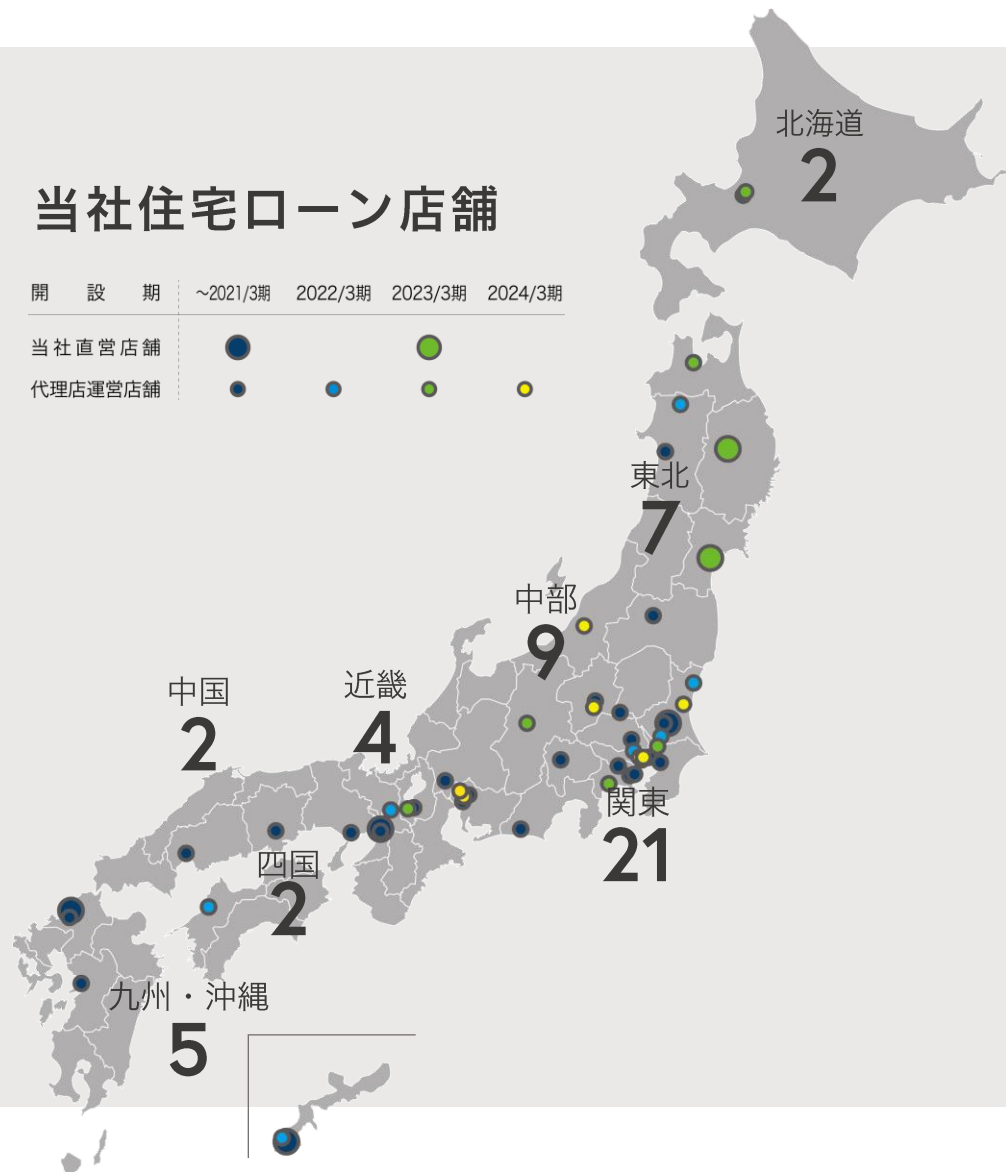 当社住宅ローン店舗
開設期 ～2021/3期 2022/3期 2023/3期 2024/3期
当社直営店舗
代理店運営店舗
北海道
2
東北
7
中部
9
近畿
4
中国
2
関東
21
四国
2
九州・沖縄
5